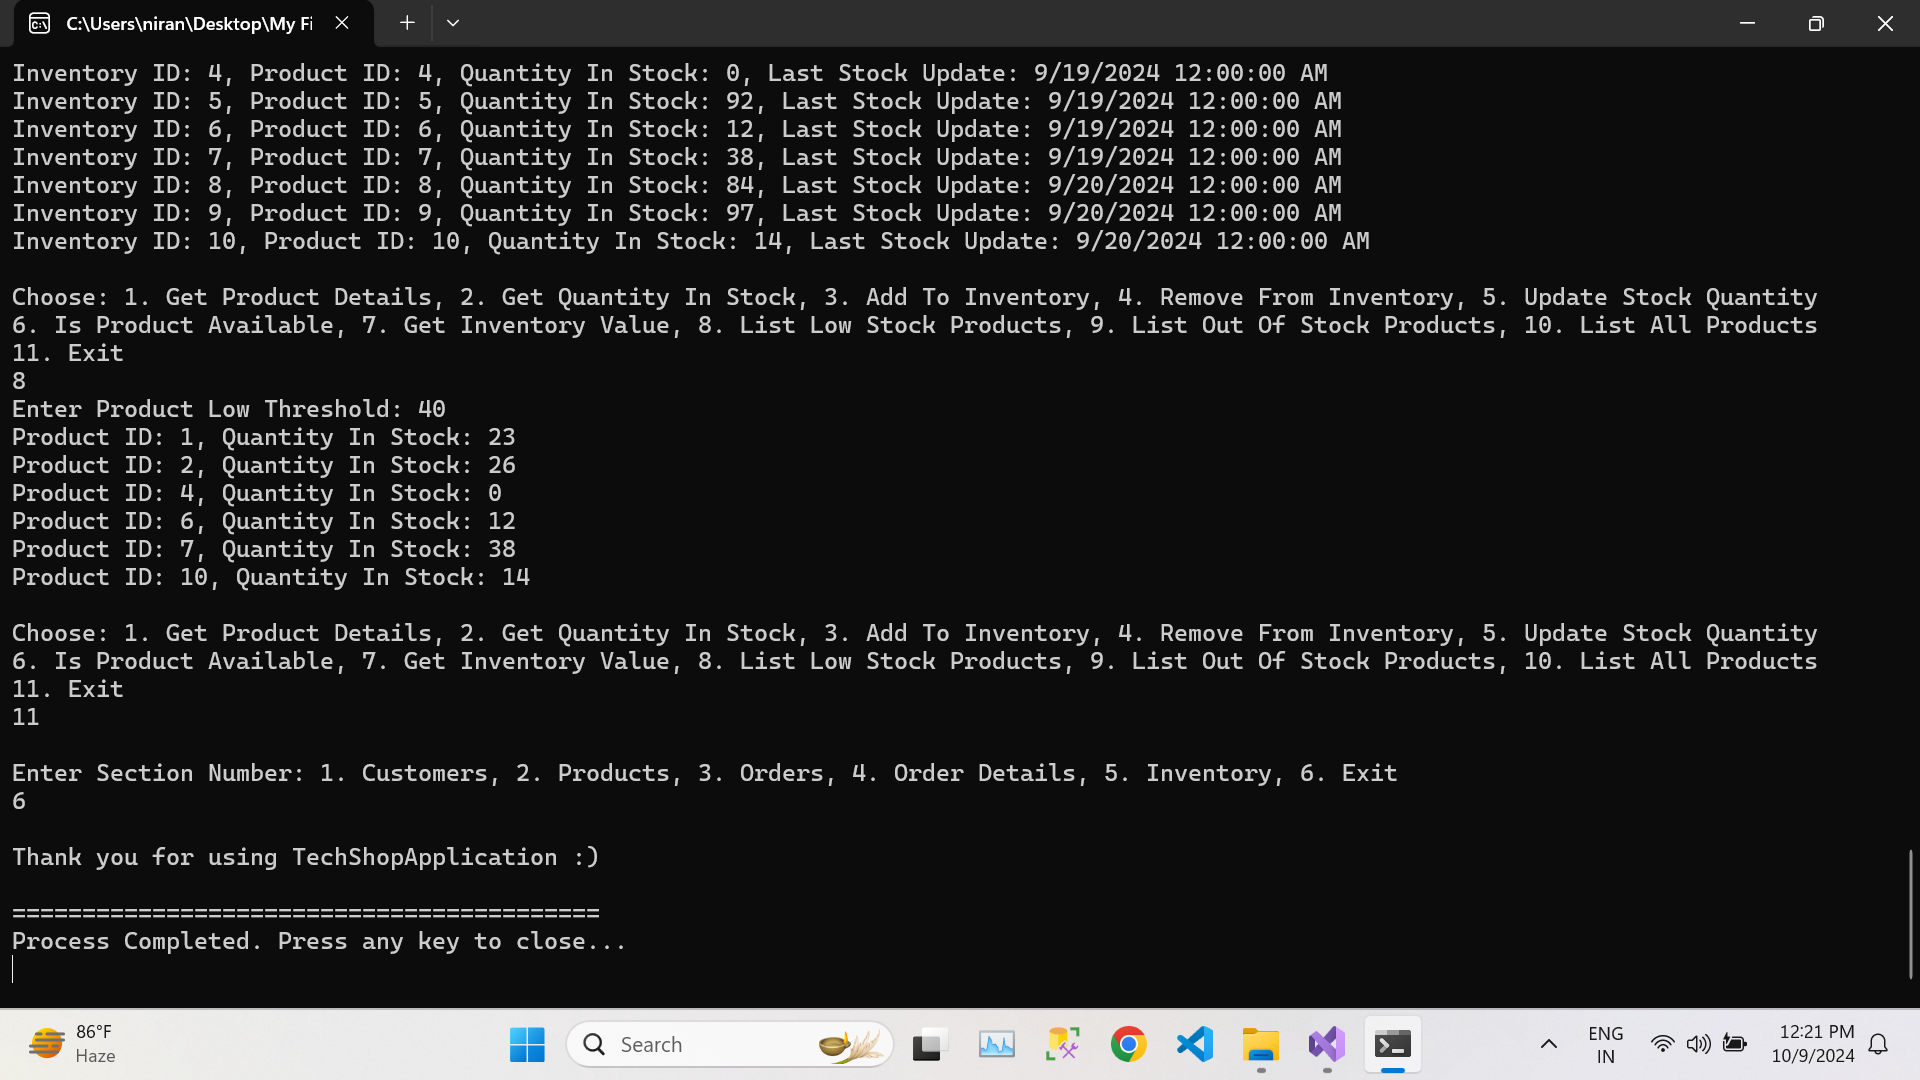 C:\Users\niran\Desktop\My Fi
Inventory ID: 4, Product ID: 4, Quantity In Stock: 0, Last Stock Update: 9/19/2024 12:00:00 AM
Inventory ID: 5, Product ID: 5, Quantity In Stock: 92, Last Stock Update: 9/19/2024 12:00:00 AM
Inventory ID: 6, Product ID: 6, Quantity In Stock: 12, Last Stock Update: 9/19/2024 12:00:00 AM
Inventory ID: 7, Product ID: 7, Quantity In Stock: 38, Last Stock Update: 9/19/2024 12:00:00 AM
Inventory ID: 8, Product ID: 8, Quantity In Stock: 84, Last Stock Update: 9/20/2024 12:00:00 AM
Inventory ID: 9, Product ID: 9, Quantity In Stock: 97, Last Stock Update: 9/20/2024 12:00:00 AM
Inventory ID: 10, Product ID: 10, Quantity In Stock: 14, Last Stock Update: 9/20/2024 12:00:00 AM
Choose: 1. Get Product Details, 2. Get Quantity In Stock, 3. Add To Inventory, 4. Remove From Inventory, 5. Update Stock Quantity
6. Is Product Available, 7. Get Inventory Value, 8. List Low Stock Products, 9. List Out Of Stock Products, 10. List All Products
11. Exit
8
Enter Product Low Threshold: 40
Product ID: 1, Quantity In Stock: 23
Product ID: 2, Quantity In Stock: 26
Product ID: 4, Quantity In Stock: 0
Product ID: 6, Quantity In Stock: 12
Product ID: 7, Quantity In Stock: 38
Product ID: 10, Quantity In Stock: 14
Choose: 1. Get Product Details, 2. Get Quantity In Stock, 3. Add To Inventory, 4. Remove From Inventory, 5. Update Stock Quantity
6. Is Product Available, 7. Get Inventory Value, 8. List Low Stock Products, 9. List Out Of Stock Products, 10. List All Products
11. Exit
11
Enter Section Number: 1. Customers, 2. Products, 3. Orders, 4. Order Details, 5. Inventory, 6. Exit
6
Thank you for using TechShopApplication :)
==========================================
Process Completed. Press any key to close...
86°F
Haze
Search
ENG
IN
12:21 PM
10/9/2024